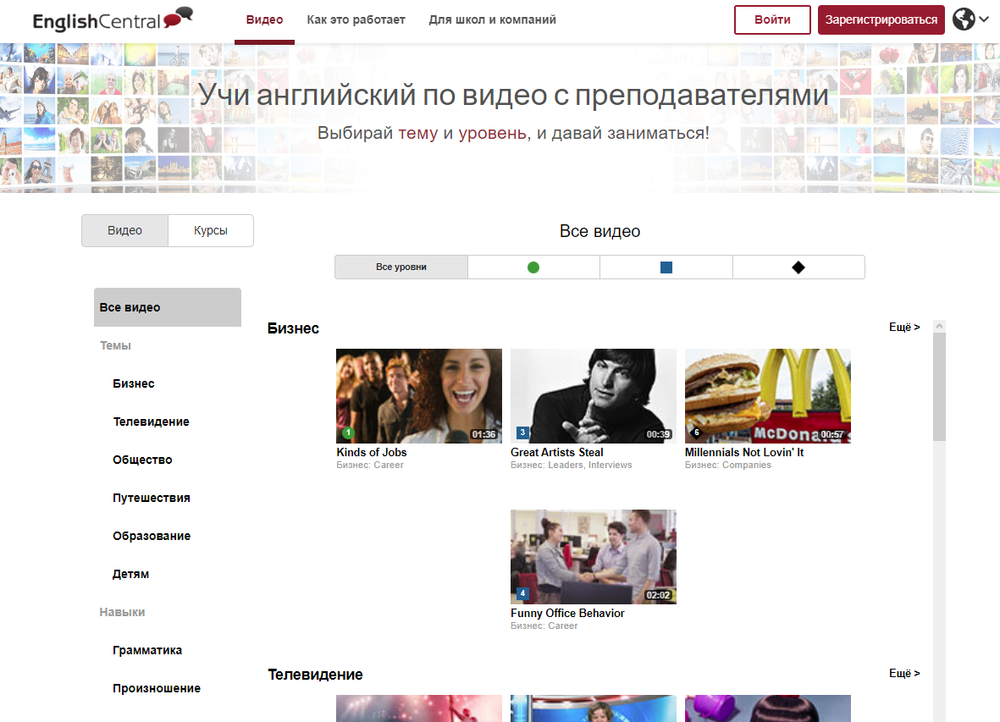 EnglishCentral
Видео
Как это работает
Для школ и компаний
Войти
Зарегистрироваться
Учи английский по видео с преподавателями
Выбирай тему и уровень, и давай заниматься!
Видео
Курсы
Все видео
Все уровни
Все видео
Темы
Бизнес
Телевидение
Общество
Путешествия
Образование
Детям
Навыки
Грамматика
Произношение
Бизнес
Ещё >
1
01:36
Kinds of Jobs
Бизнес: Career
3
00:39
Great Artists Steal
Бизнес: Leaders, Interviews
McDonald's
6
00:57
Millennials Not Lovin' It
Бизнес: Companies
4
02:02
Funny Office Behavior
Бизнес: Career
Телевидение
Ещё >